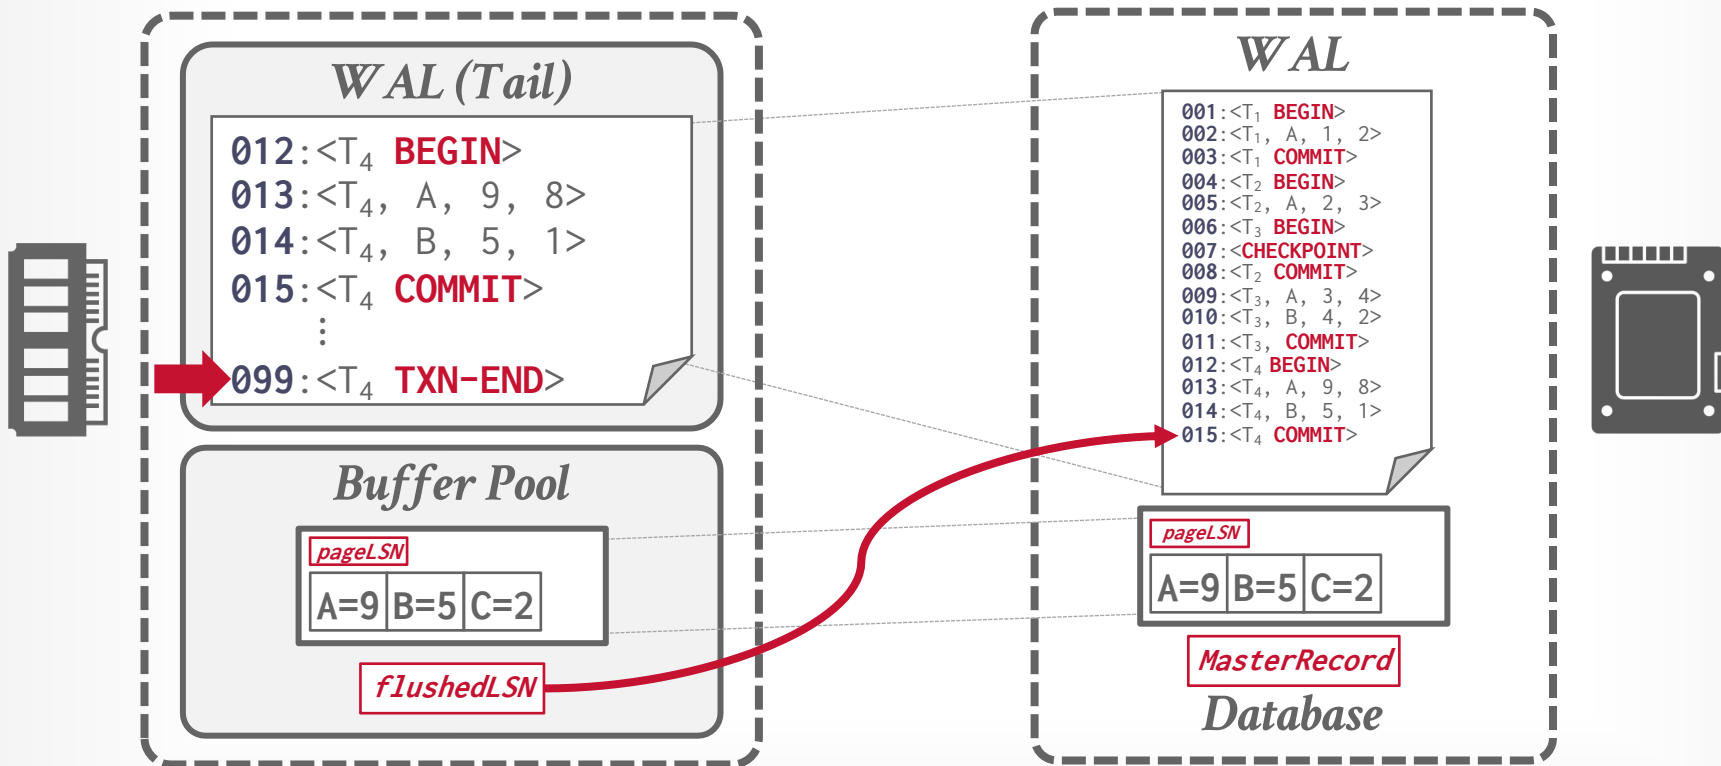 WAL (Tail)
012:<T₄ BEGIN>
013:<T₄, A, 9, 8>
014:<T₄, B, 5, 1>
015:<T₄ COMMIT>
⋮
099:<T₄ TXN-END>
Buffer Pool
pageLSN
A=9 B=5 C=2
flushedLSN
WAL
001:<T₁ BEGIN>
002:<T₁, A, 1, 2>
003:<T₁ COMMIT>
004:<T₂ BEGIN>
005:<T₂, A, 2, 3>
006:<T₃ BEGIN>
007:<CHECKPOINT>
008:<T₂ COMMIT>
009:<T₃, A, 3, 4>
010:<T₃, B, 4, 2>
011:<T₃, COMMIT>
012:<T₄ BEGIN>
013:<T₄, A, 9, 8>
014:<T₄, B, 5, 1>
015:<T₄ COMMIT>
pageLSN
A=9 B=5 C=2
MasterRecord
Database